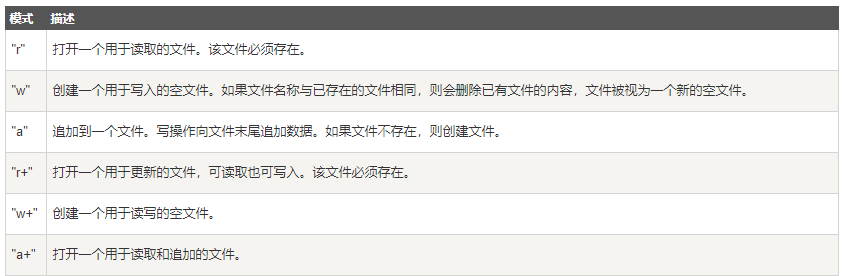 模式 描述
"r" 打开一个用于读取的文件。该文件必须存在。
"w" 创建一个用于写入的空文件。如果文件名称与已存在的文件相同，则会删除已有文件的内容，文件被视为一个新的空文件。
"a" 追加到一个文件。写操作向文件末尾追加数据。如果文件不存在，则创建文件。
"r+" 打开一个用于更新的文件，可读取也可写入。该文件必须存在。
"w+" 创建一个用于读写的空文件。
"a+" 打开一个用于读取和追加的文件。